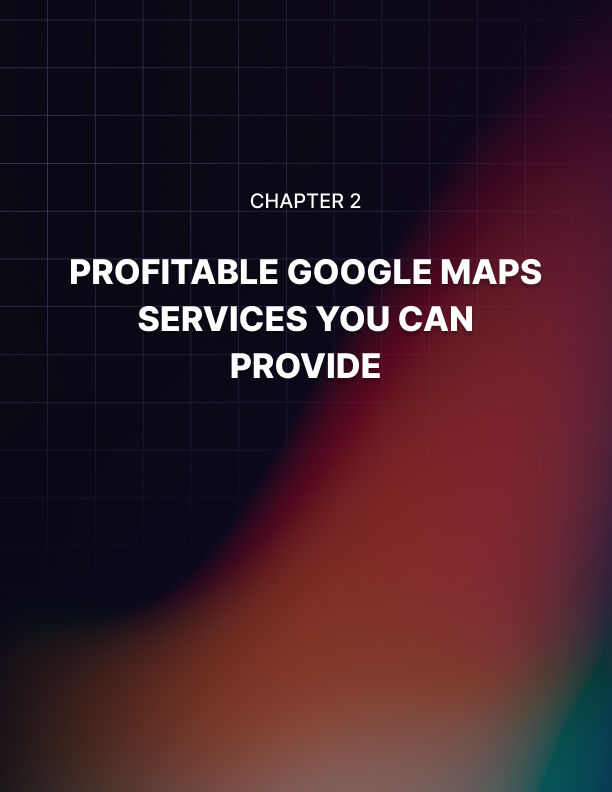 CHAPTER 2
PROFITABLE GOOGLE MAPS
SERVICES YOU CAN
PROVIDE